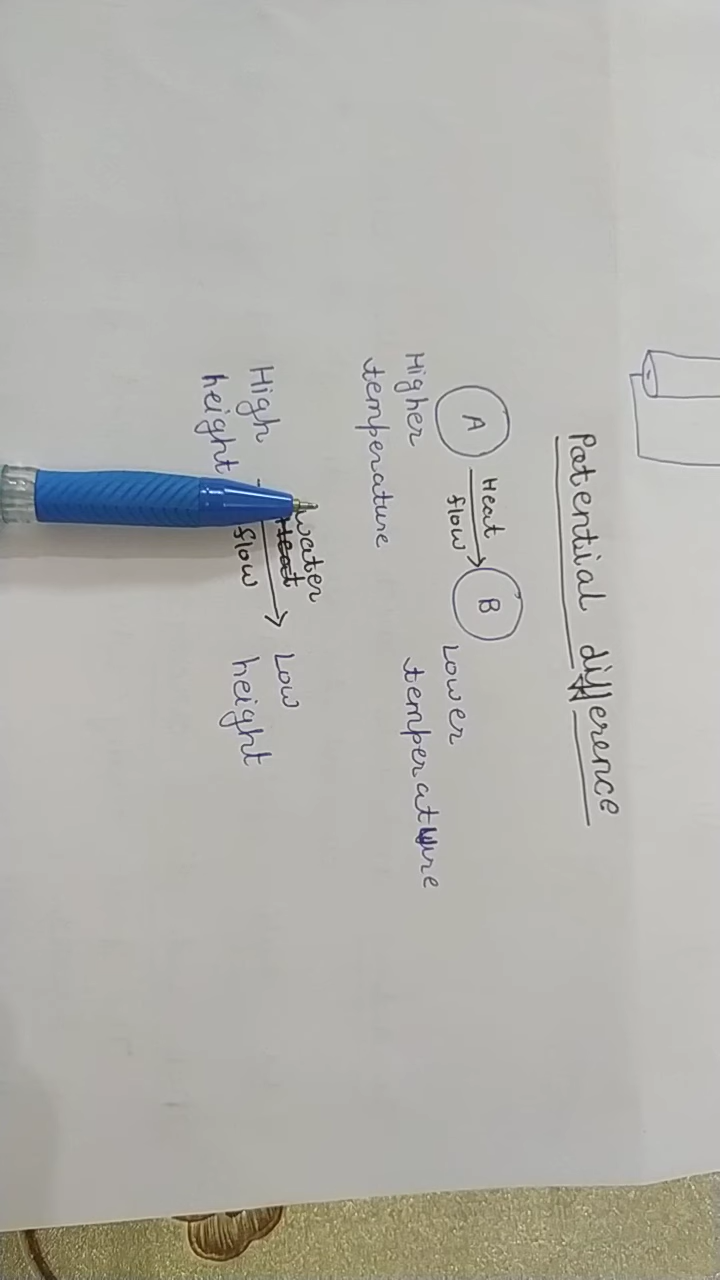 Potential difference
A Heat flow B
Higher temperature
Lower temperature
water
Heat
flow
High height
Low height